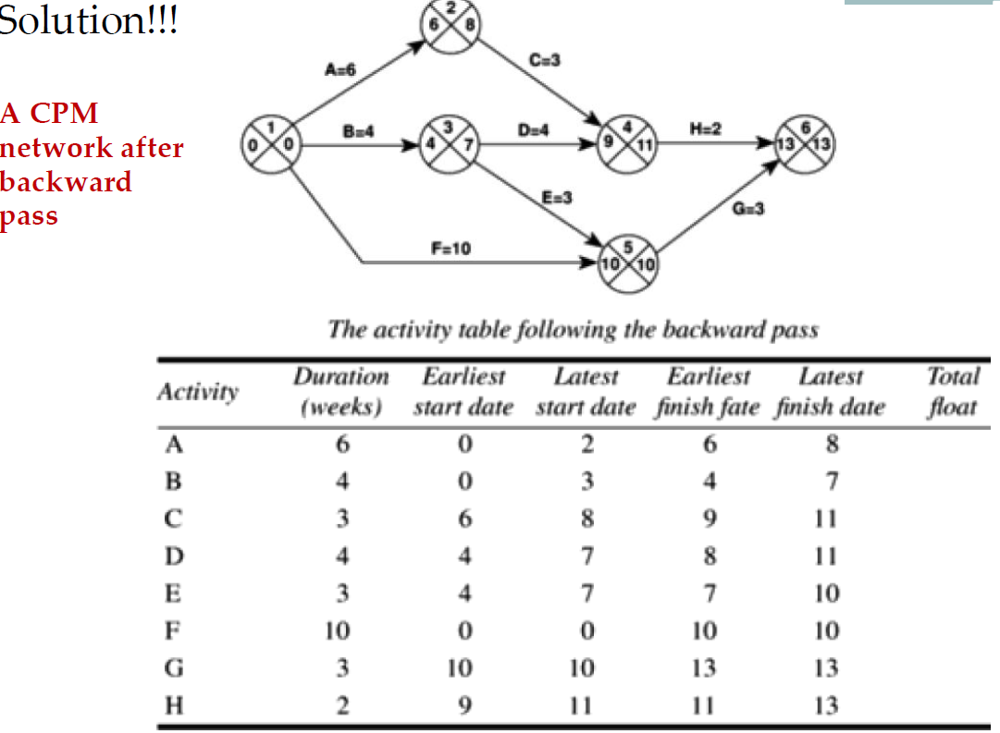 Solution!!!
A CPM
network after
backward
pass
2
6 8
A=6
C=3
1
0 0
B=4
3
4 7
D=4
4
9 11
H=2
6
13 13
E=3
G=3
F=10
5
10 10
The activity table following the backward pass
Activity Duration (weeks) Earliest start date Latest start date Earliest finish fate Latest finish date Total float
A 6 0 2 6 8
B 4 0 3 4 7
C 3 6 8 9 11
D 4 4 7 8 11
E 3 4 7 7 10
F 10 0 0 10 10
G 3 10 10 13 13
H 2 9 11 11 13